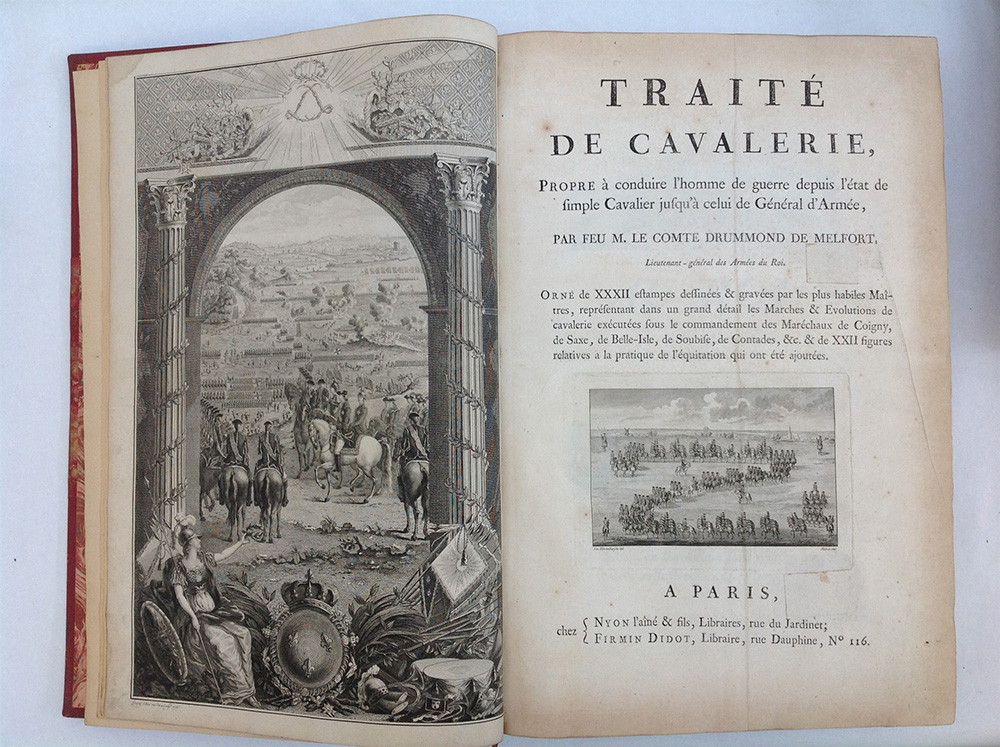 TRAITÉ
DE CAVALERIE,
PROPRE à conduire l'homme de guerre depuis l'état de
ſimple Cavalier juſqu'à celui de Général d'Armée,
PAR FEU M. LE COMTE DRUMMOND DE MELFORT,
Lieutenant-général des Armées du Roi.
ORNÉ de XXXII eſtampes deſſinées & gravées par les plus habiles Maî-
tres, repréſentant dans un grand détail les Marches & Evolutions de
cavalerie exécutées ſous le commandement des Maréchaux de Coigny,
de Saxe, de Belle-Isle, de Soubiſe, de Contades, &c. & de XXII figures
relatives a la pratique de l'équitation qui ont été ajoutées.
A PARIS,
chez { NYON l'aîné & fils, Libraires, rue du Jardinet;
FIRMIN DIDOT, Libraire, rue Dauphine, Nº 116.